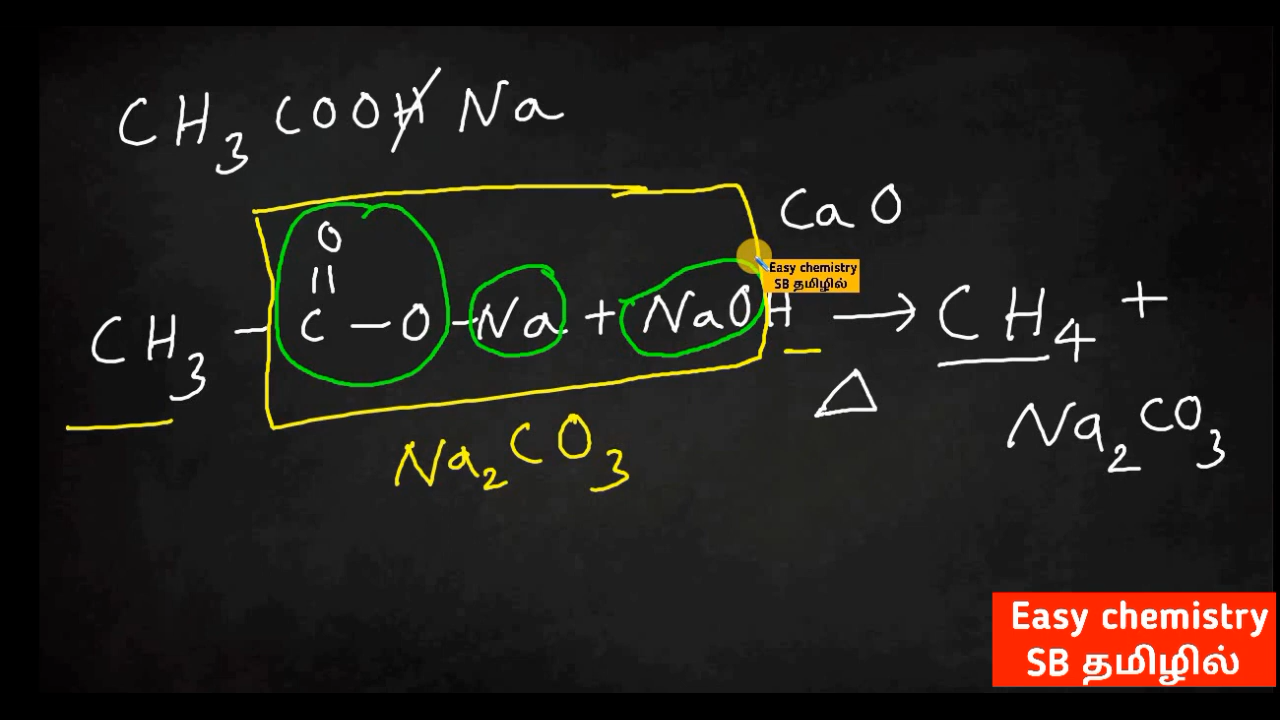 CH3COOH Na
CaO
O
||
CH3 — C — O — Na + NaOH → CH4 +
Δ
Na2CO3
Na2CO3
Easy chemistry
SB தமிழில்
Easy chemistry
SB தமிழில்